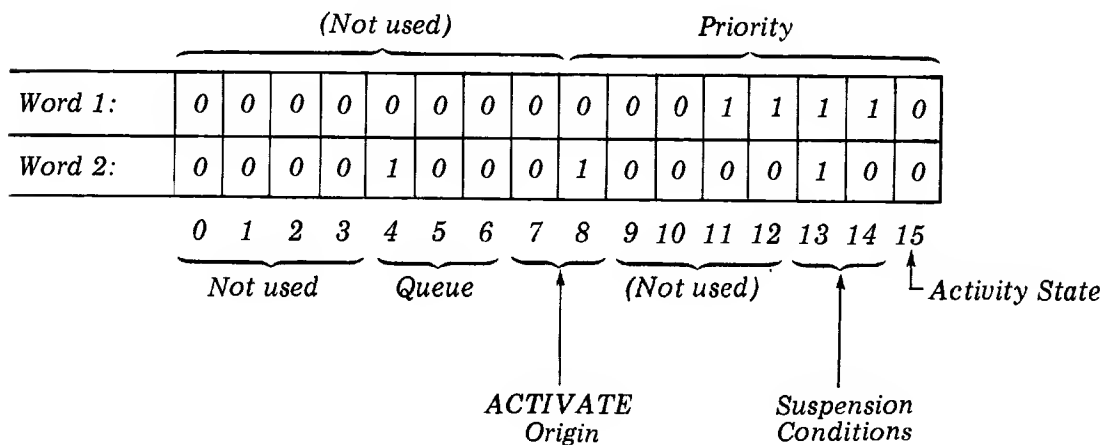 (Not used) Priority
Word 1: 0 0 0 0 0 0 0 0 0 0 0 1 1 1 1 0
Word 2: 0 0 0 0 1 0 0 0 1 0 0 0 0 1 0 0
0 1 2 3 4 5 6 7 8 9 10 11 12 13 14 15
Not used Queue (Not used) Activity State
ACTIVATE Suspension
Origin Conditions